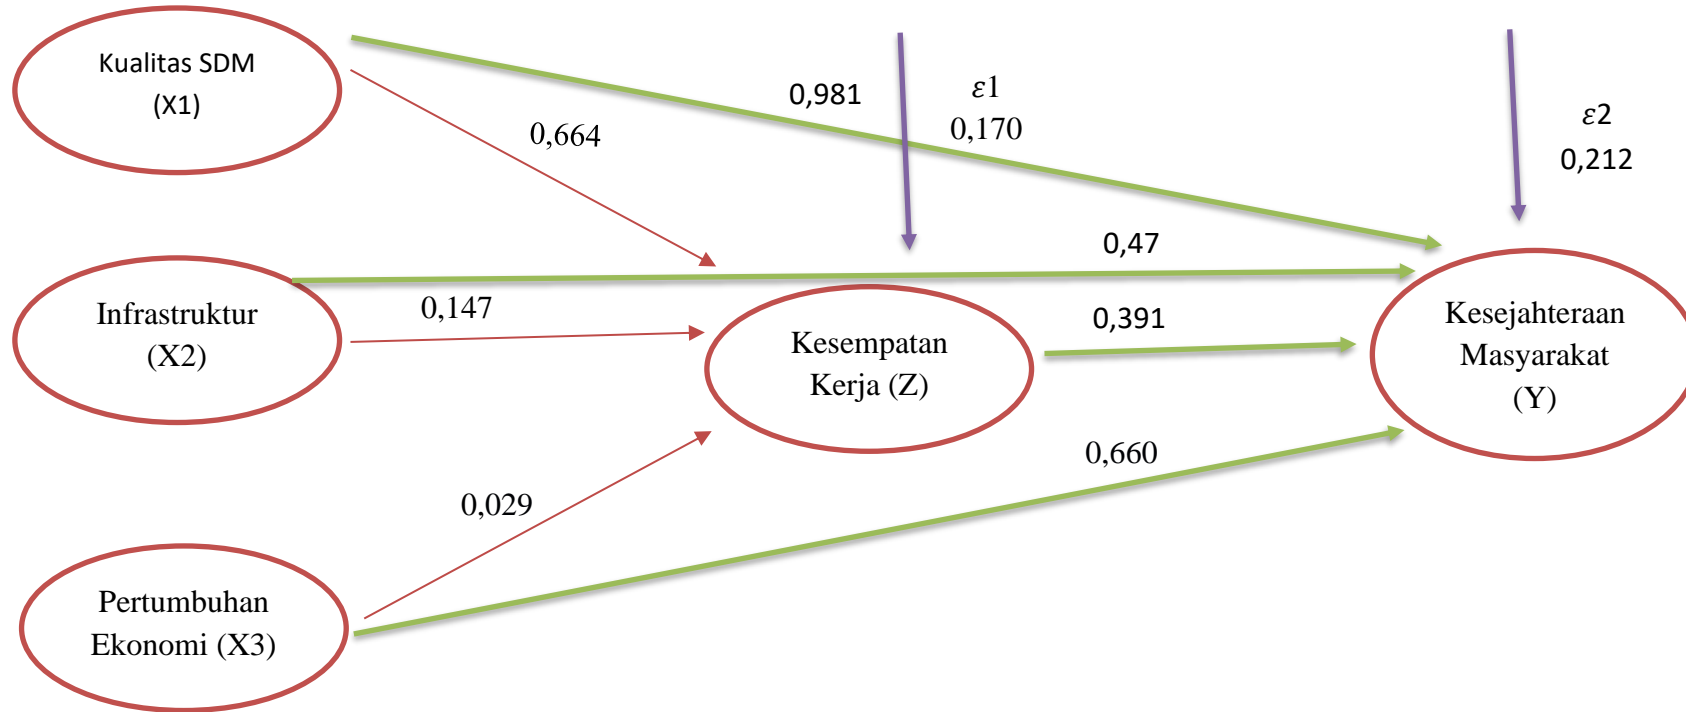 Kualitas SDM
(X1)
0,981
ε1
0,170
ε2
0,212
0,664
0,47
Infrastruktur
(X2)
0,147
Kesempatan
Kerja (Z)
0,391
Kesejahteraan
Masyarakat
(Y)
0,660
0,029
Pertumbuhan
Ekonomi (X3)